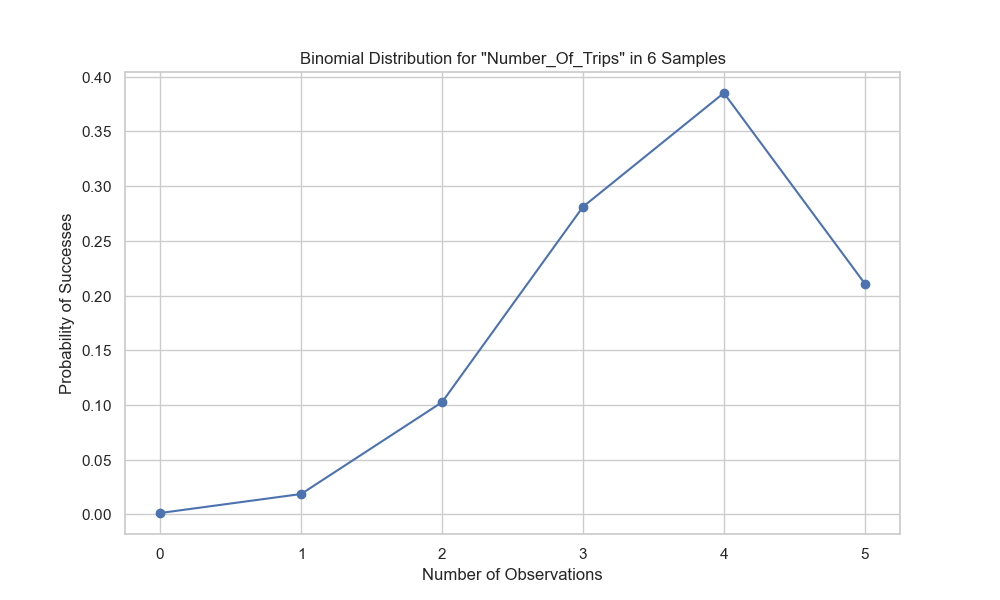 Binomial Distribution for "Number_Of_Trips" in 6 Samples
0.40
0.35
0.30
0.25
0.20
0.15
0.10
0.05
0.00
Probability of Successes
0 1 2 3 4 5
Number of Observations